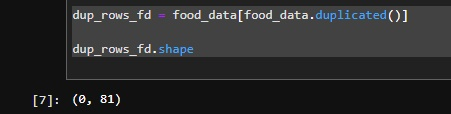 dup_rows_fd = food_data[food_data.duplicated()]
dup_rows_fd.shape
[7]: (0, 81)